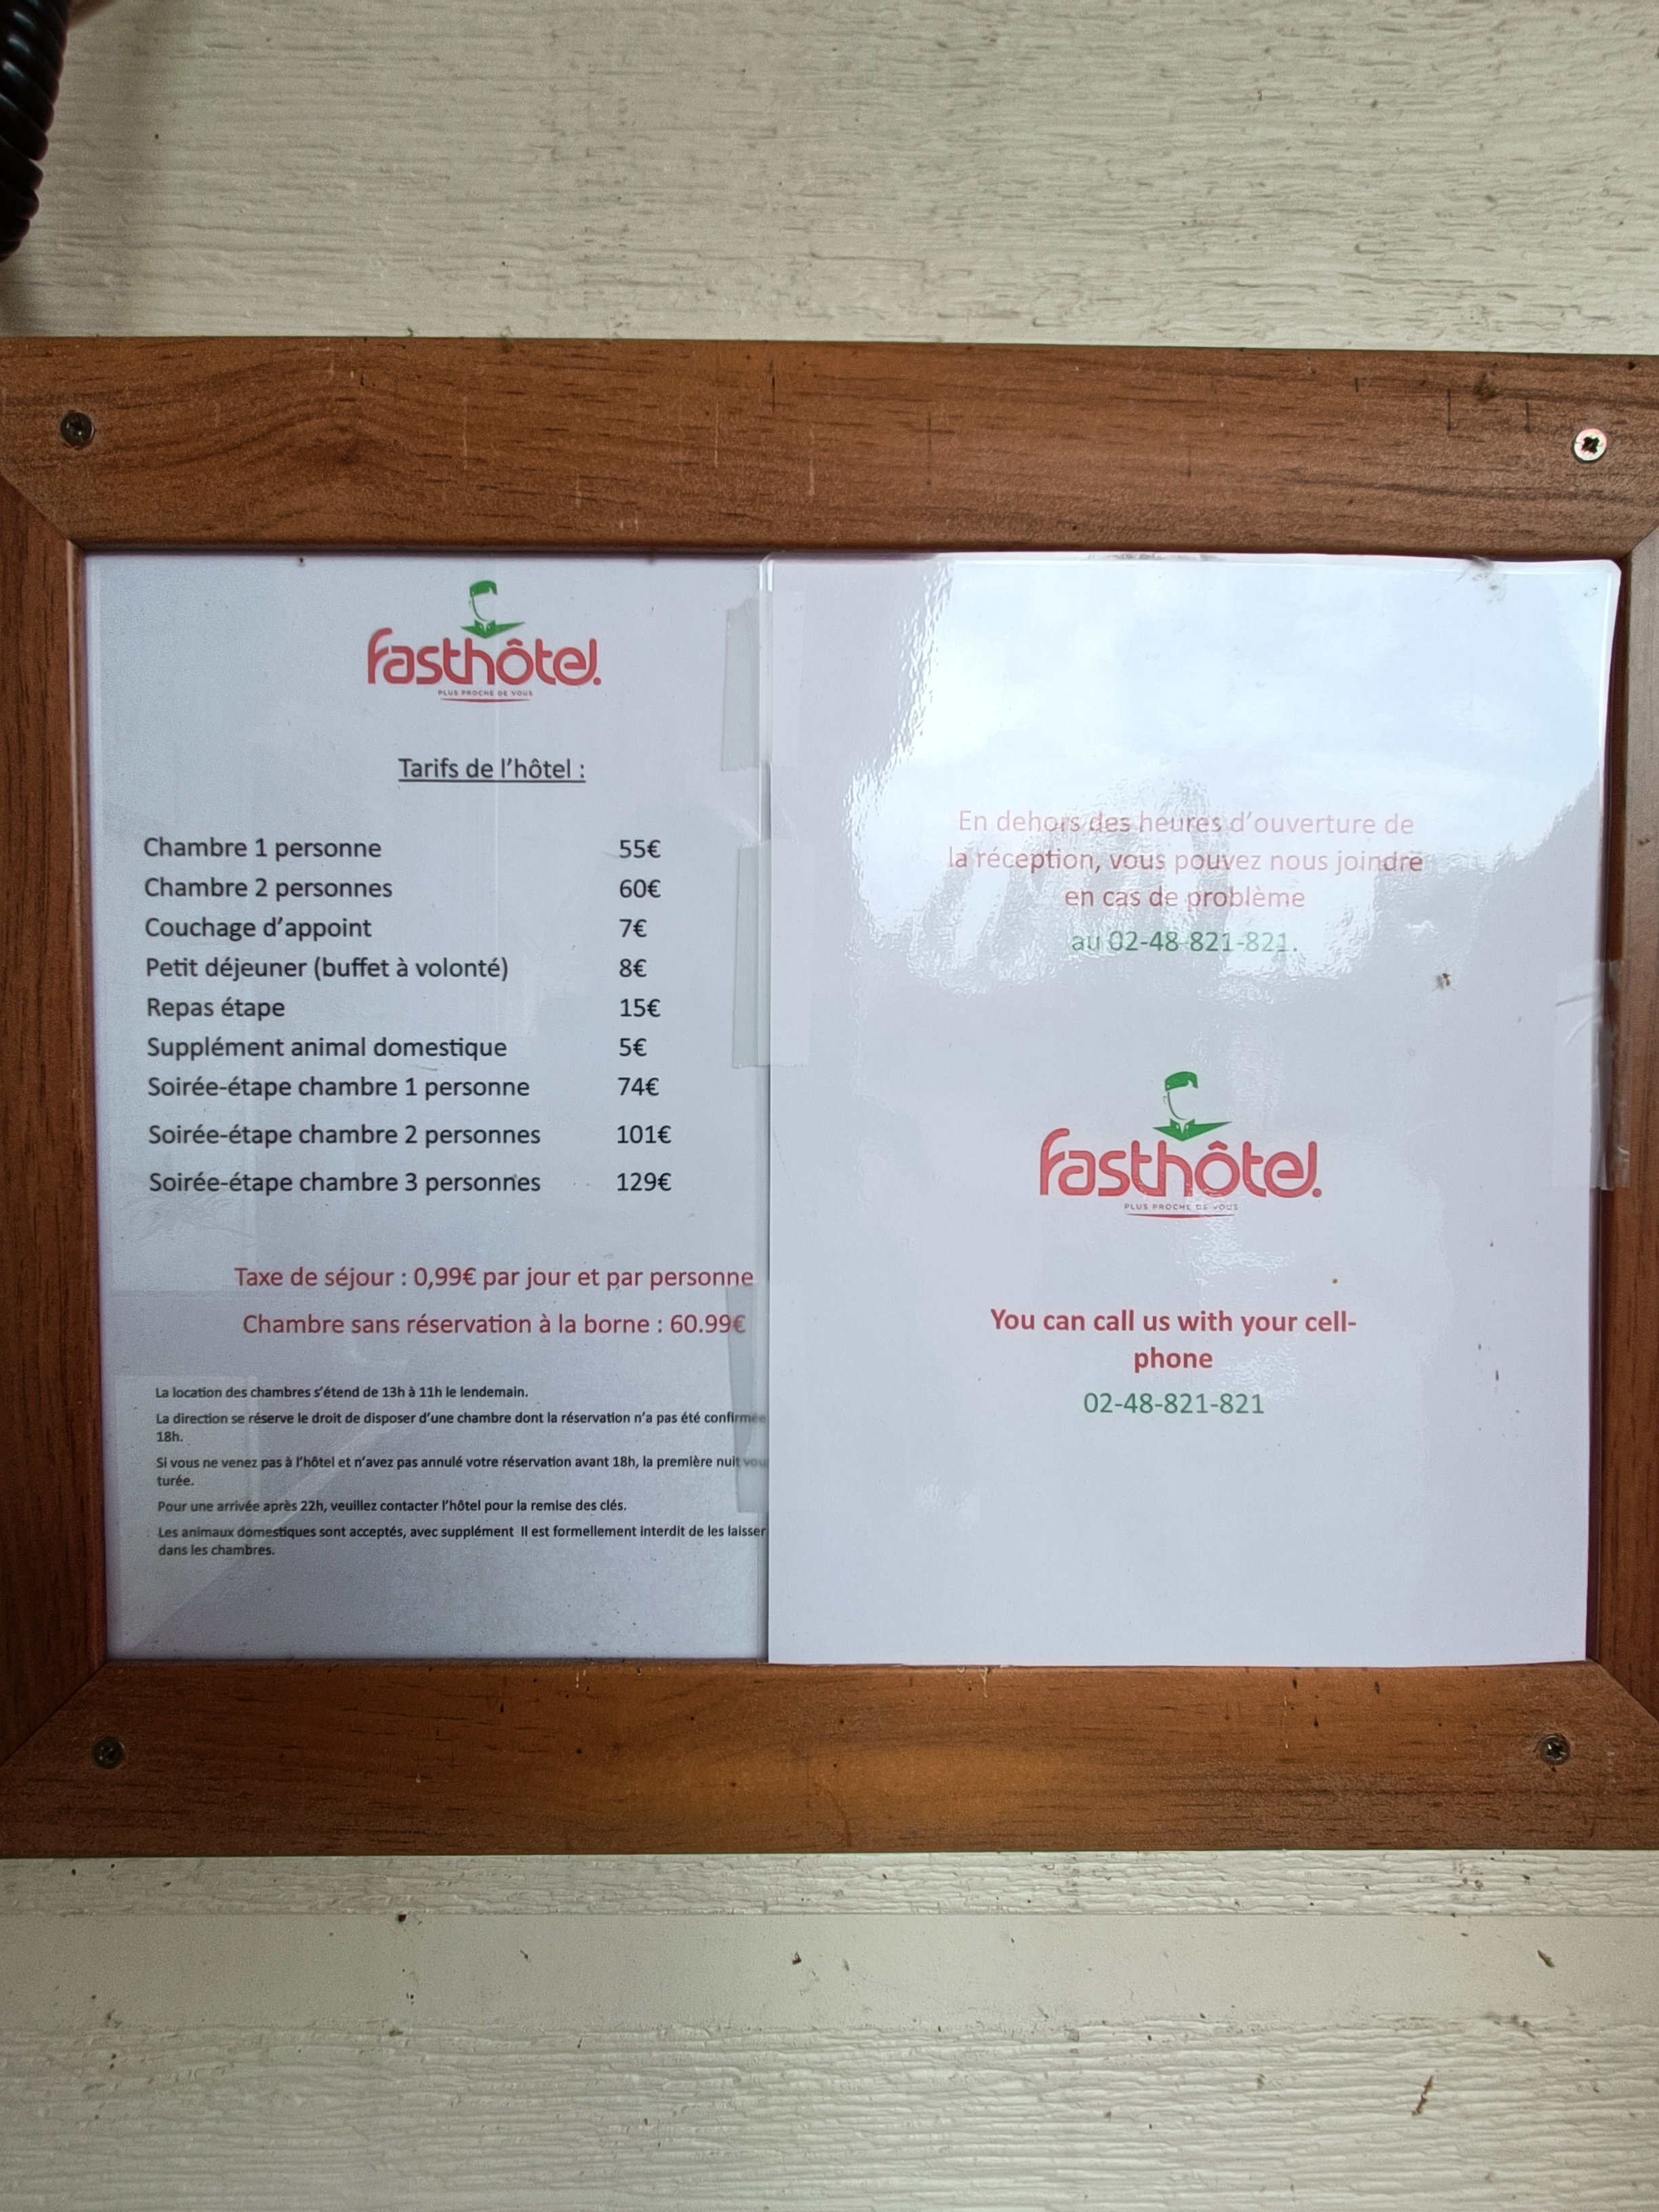 fasthôtel.
PLUS PROCHE DE VOUS
Tarifs de l'hôtel :
Chambre 1 personne 55€
Chambre 2 personnes 60€
Couchage d'appoint 7€
Petit déjeuner (buffet à volonté) 8€
Repas étape 15€
Supplément animal domestique 5€
Soirée-étape chambre 1 personne 74€
Soirée-étape chambre 2 personnes 101€
Soirée-étape chambre 3 personnes 129€
Taxe de séjour : 0,99€ par jour et par personne
Chambre sans réservation à la borne : 60.99€
La location des chambres s'étend de 13h à 11h le lendemain.
La direction se réserve le droit de disposer d'une chambre dont la réservation n'a pas été confirmée
18h.
Si vous ne venez pas à l'hôtel et n'avez pas annulé votre réservation avant 18h, la première nuit vou
turée.
Pour une arrivée après 22h, veuillez contacter l'hôtel pour la remise des clés.
Les animaux domestiques sont acceptés, avec supplément Il est formellement interdit de les laisser
dans les chambres.
En dehors des heures d'ouverture de
la réception, vous pouvez nous joindre
en cas de problème
au 02-48-821-821.
fasthôtel.
PLUS PROCHE DE VOUS
You can call us with your cell-
phone
02-48-821-821